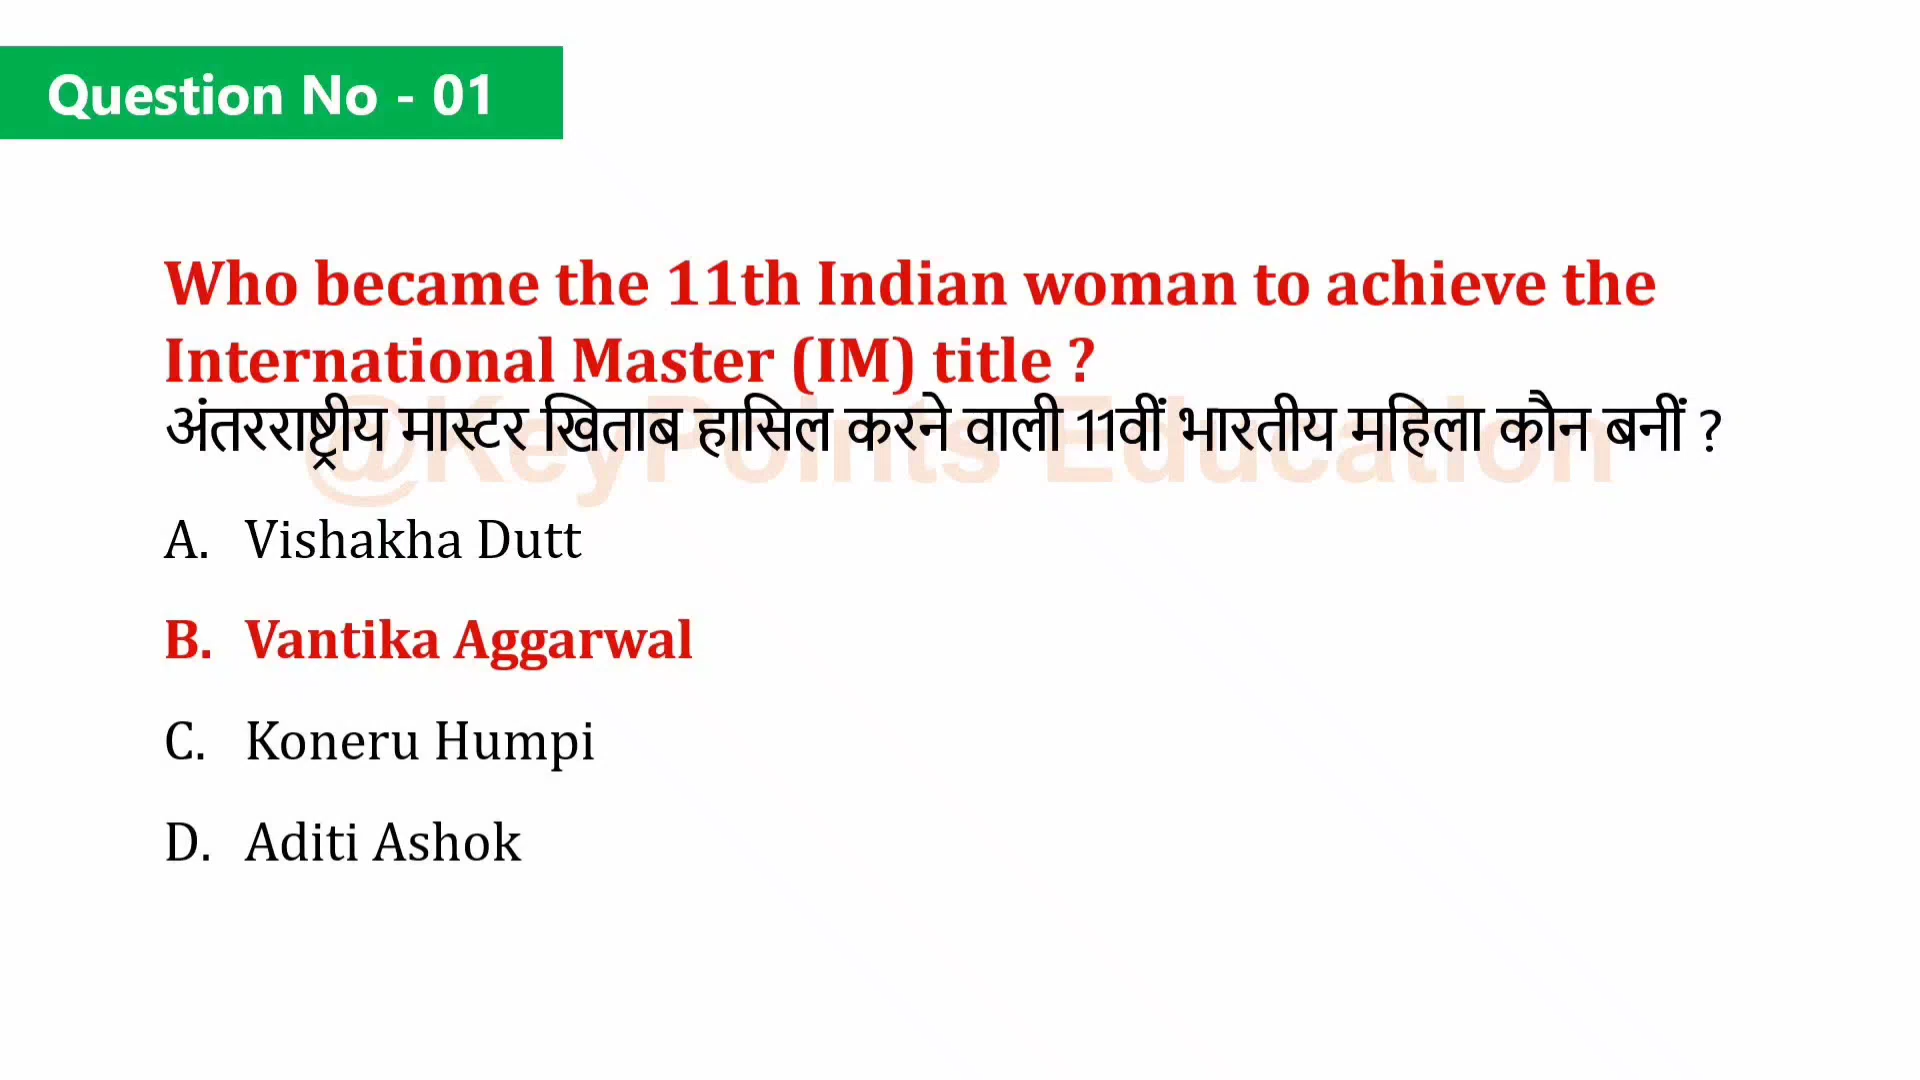 Question No - 01
Who became the 11th Indian woman to achieve the
International Master (IM) title ?
अंतरराष्ट्रीय मास्टर खिताब हासिल करने वाली 11वीं भारतीय महिला कौन बनीं ?
@KeyPoints Education
A. Vishakha Dutt
B. Vantika Aggarwal
C. Koneru Humpi
D. Aditi Ashok